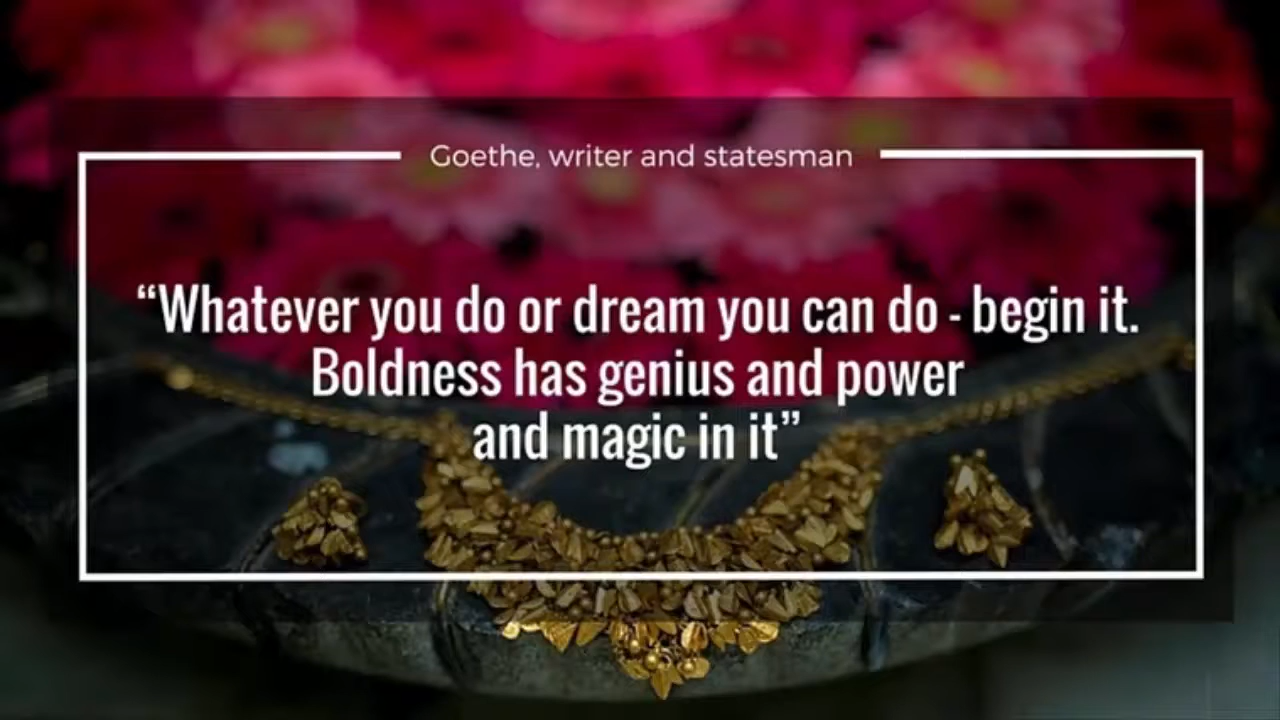 Goethe, writer and statesman
“Whatever you do or dream you can do - begin it.
Boldness has genius and power
and magic in it”